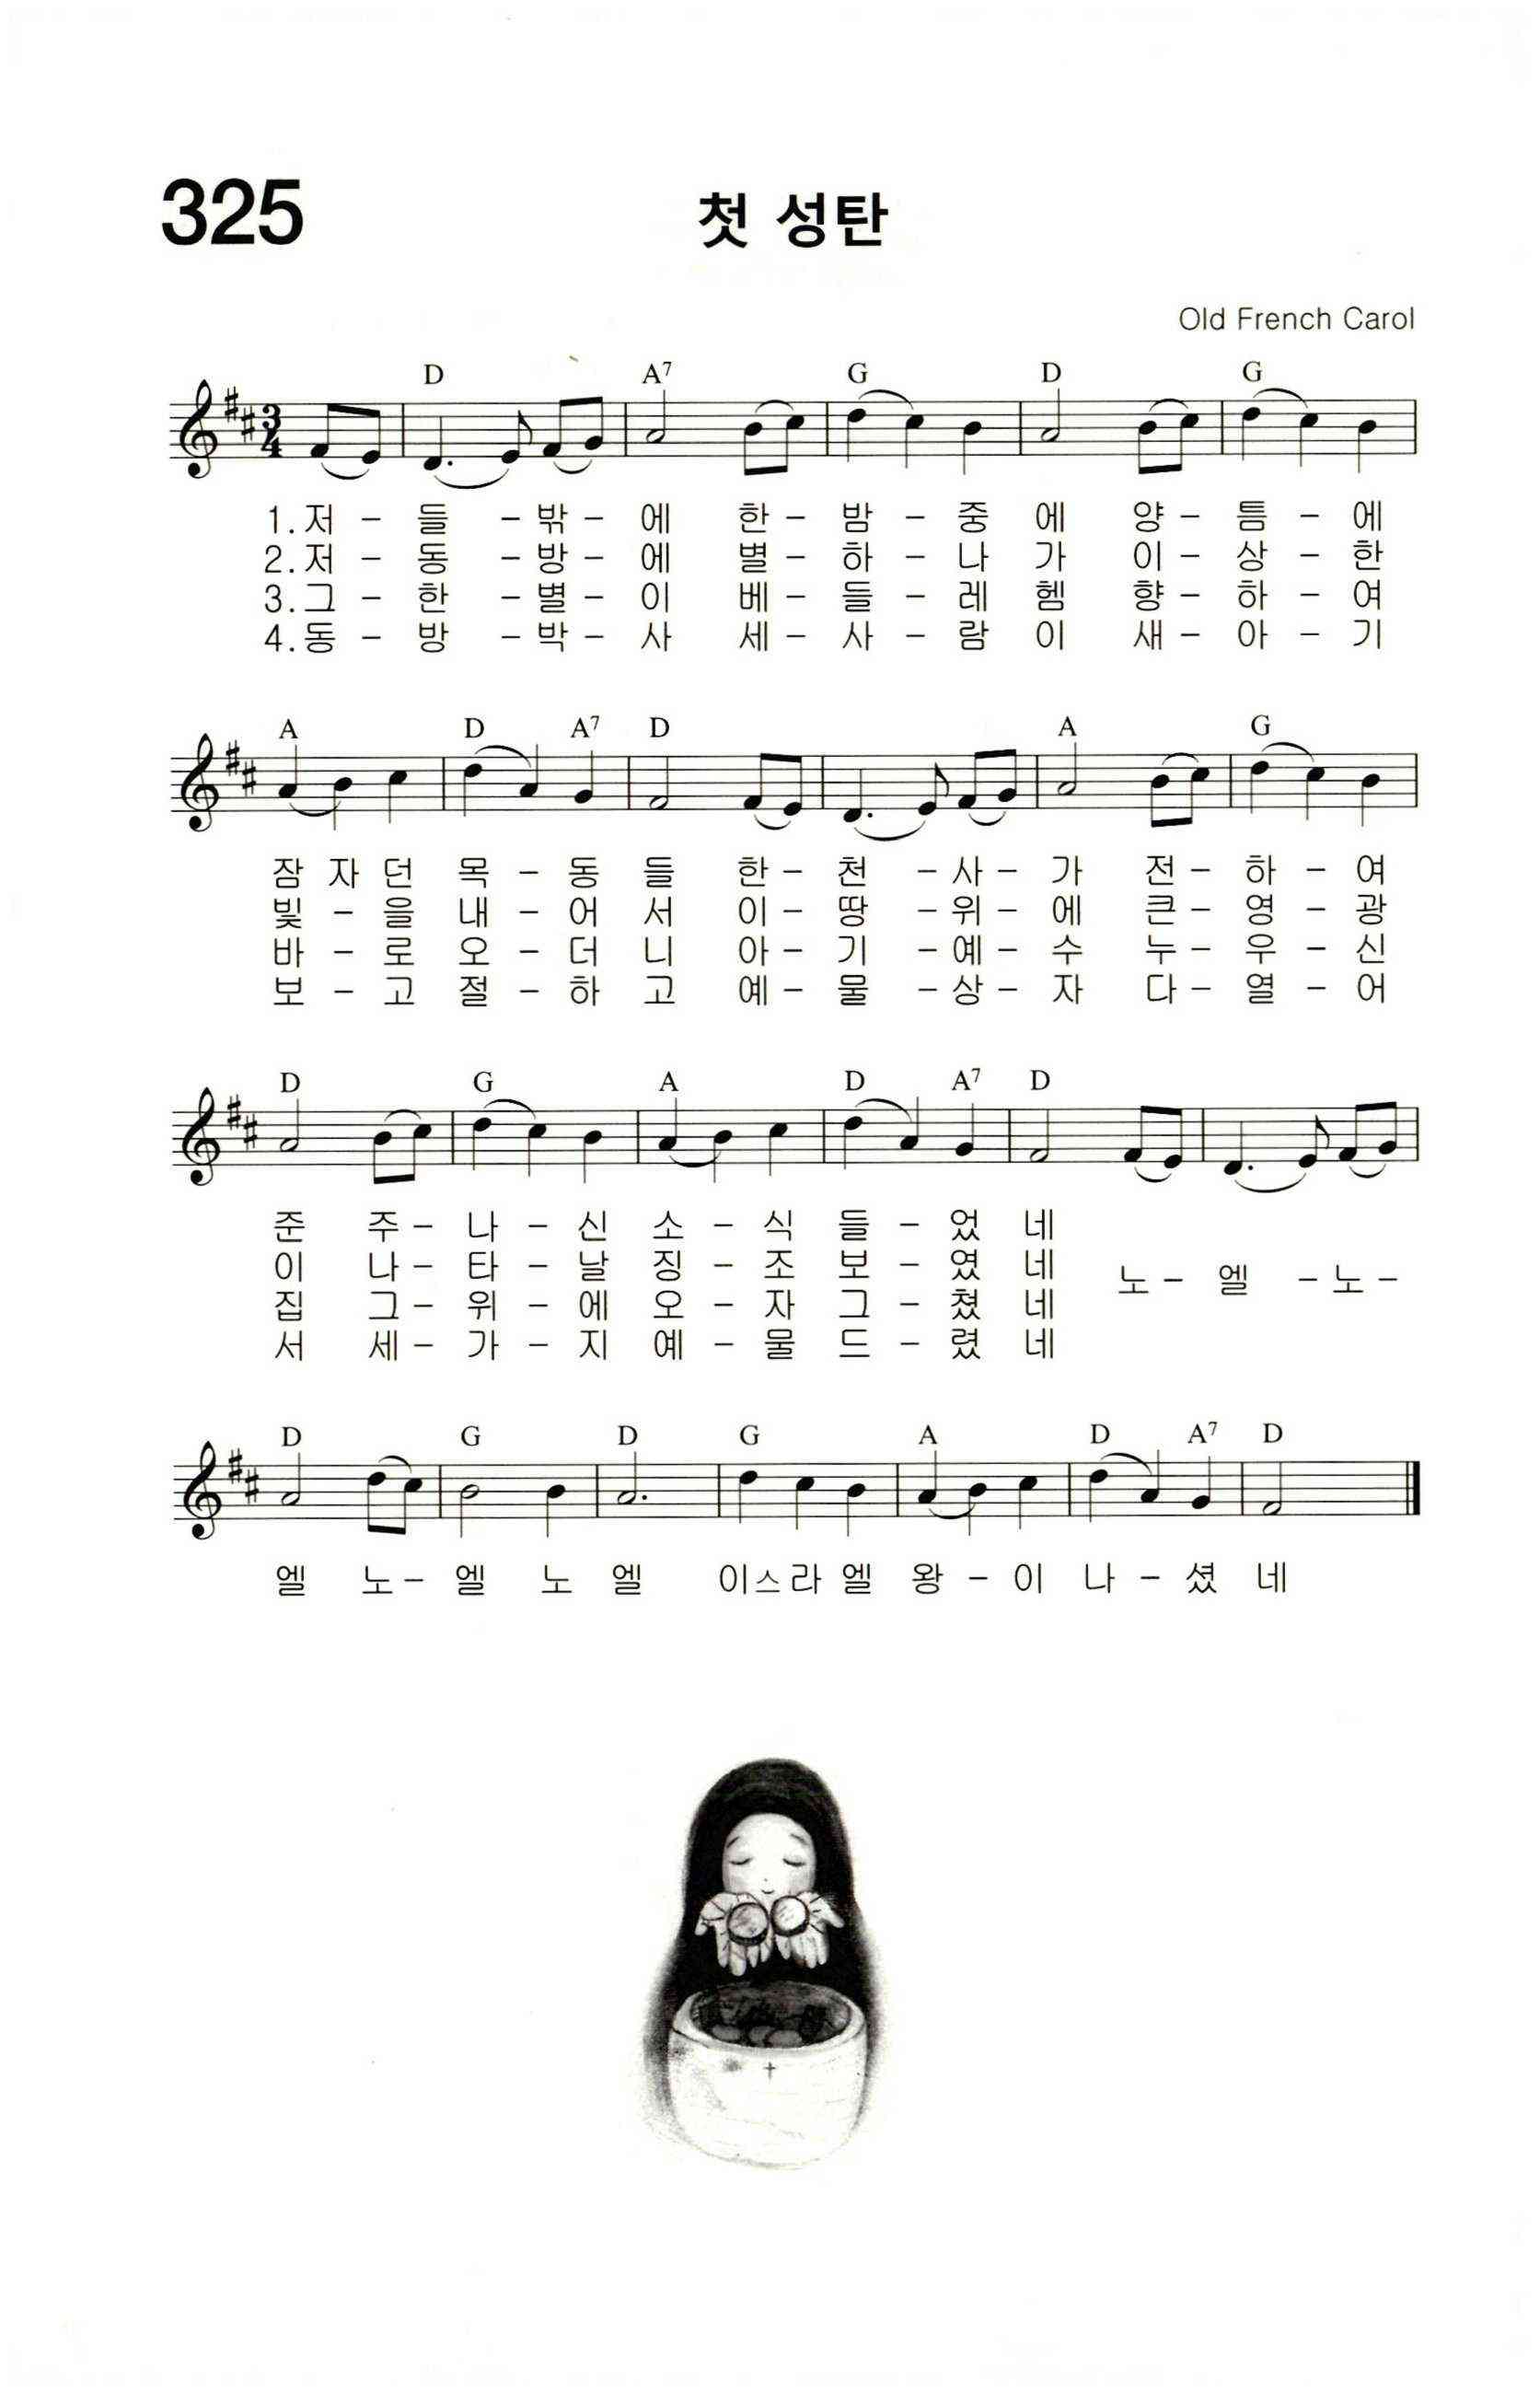 325
첫 성탄
Old French Carol
D A7 G D G
1.저 - 들 - 밖 - 에 한 - 밤 - 중 에 양 - 틈 - 에
2.저 - 동 - 방 - 에 별 - 하 - 나 가 이 - 상 - 한
3.그 - 한 - 별 - 이 베 - 들 - 레 헴 향 - 하 - 여
4.동 - 방 - 박 - 사 세 - 사 - 람 이 새 - 아 - 기
A D A7 D A G
잠 자 던 목 - 동 들 한 - 천 - 사 - 가 전 - 하 - 여
빛 - 을 내 - 어 서 이 - 땅 - 위 - 에 큰 - 영 - 광
바 - 로 오 - 더 니 아 - 기 - 예 - 수 누 - 우 - 신
보 - 고 절 - 하 고 예 - 물 - 상 - 자 다 - 열 - 어
D G A D A7 D
준 주 - 나 - 신 소 - 식 들 - 었 네
이 나 - 타 - 날 징 - 조 보 - 였 네
노 - 엘 - 노 -
집 그 - 위 - 에 오 - 자 그 - 쳤 네
서 세 - 가 - 지 예 - 물 드 - 렸 네
D G D G A D A7 D
엘 노 - 엘 노 엘 이스라 엘 왕 - 이 나 - 셨 네